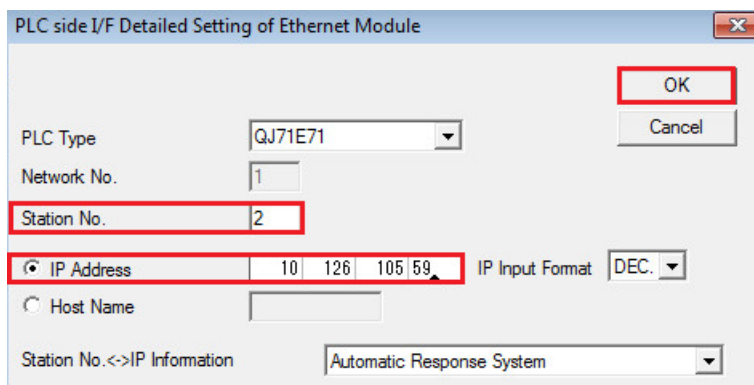 PLC side I/F Detailed Setting of Ethernet Module
OK
PLC Type QJ71E71 Cancel
Network No. 1
Station No. 2
IP Address 10 126 105 59 IP Input Format DEC.
Host Name
Station No.<->IP Information Automatic Response System